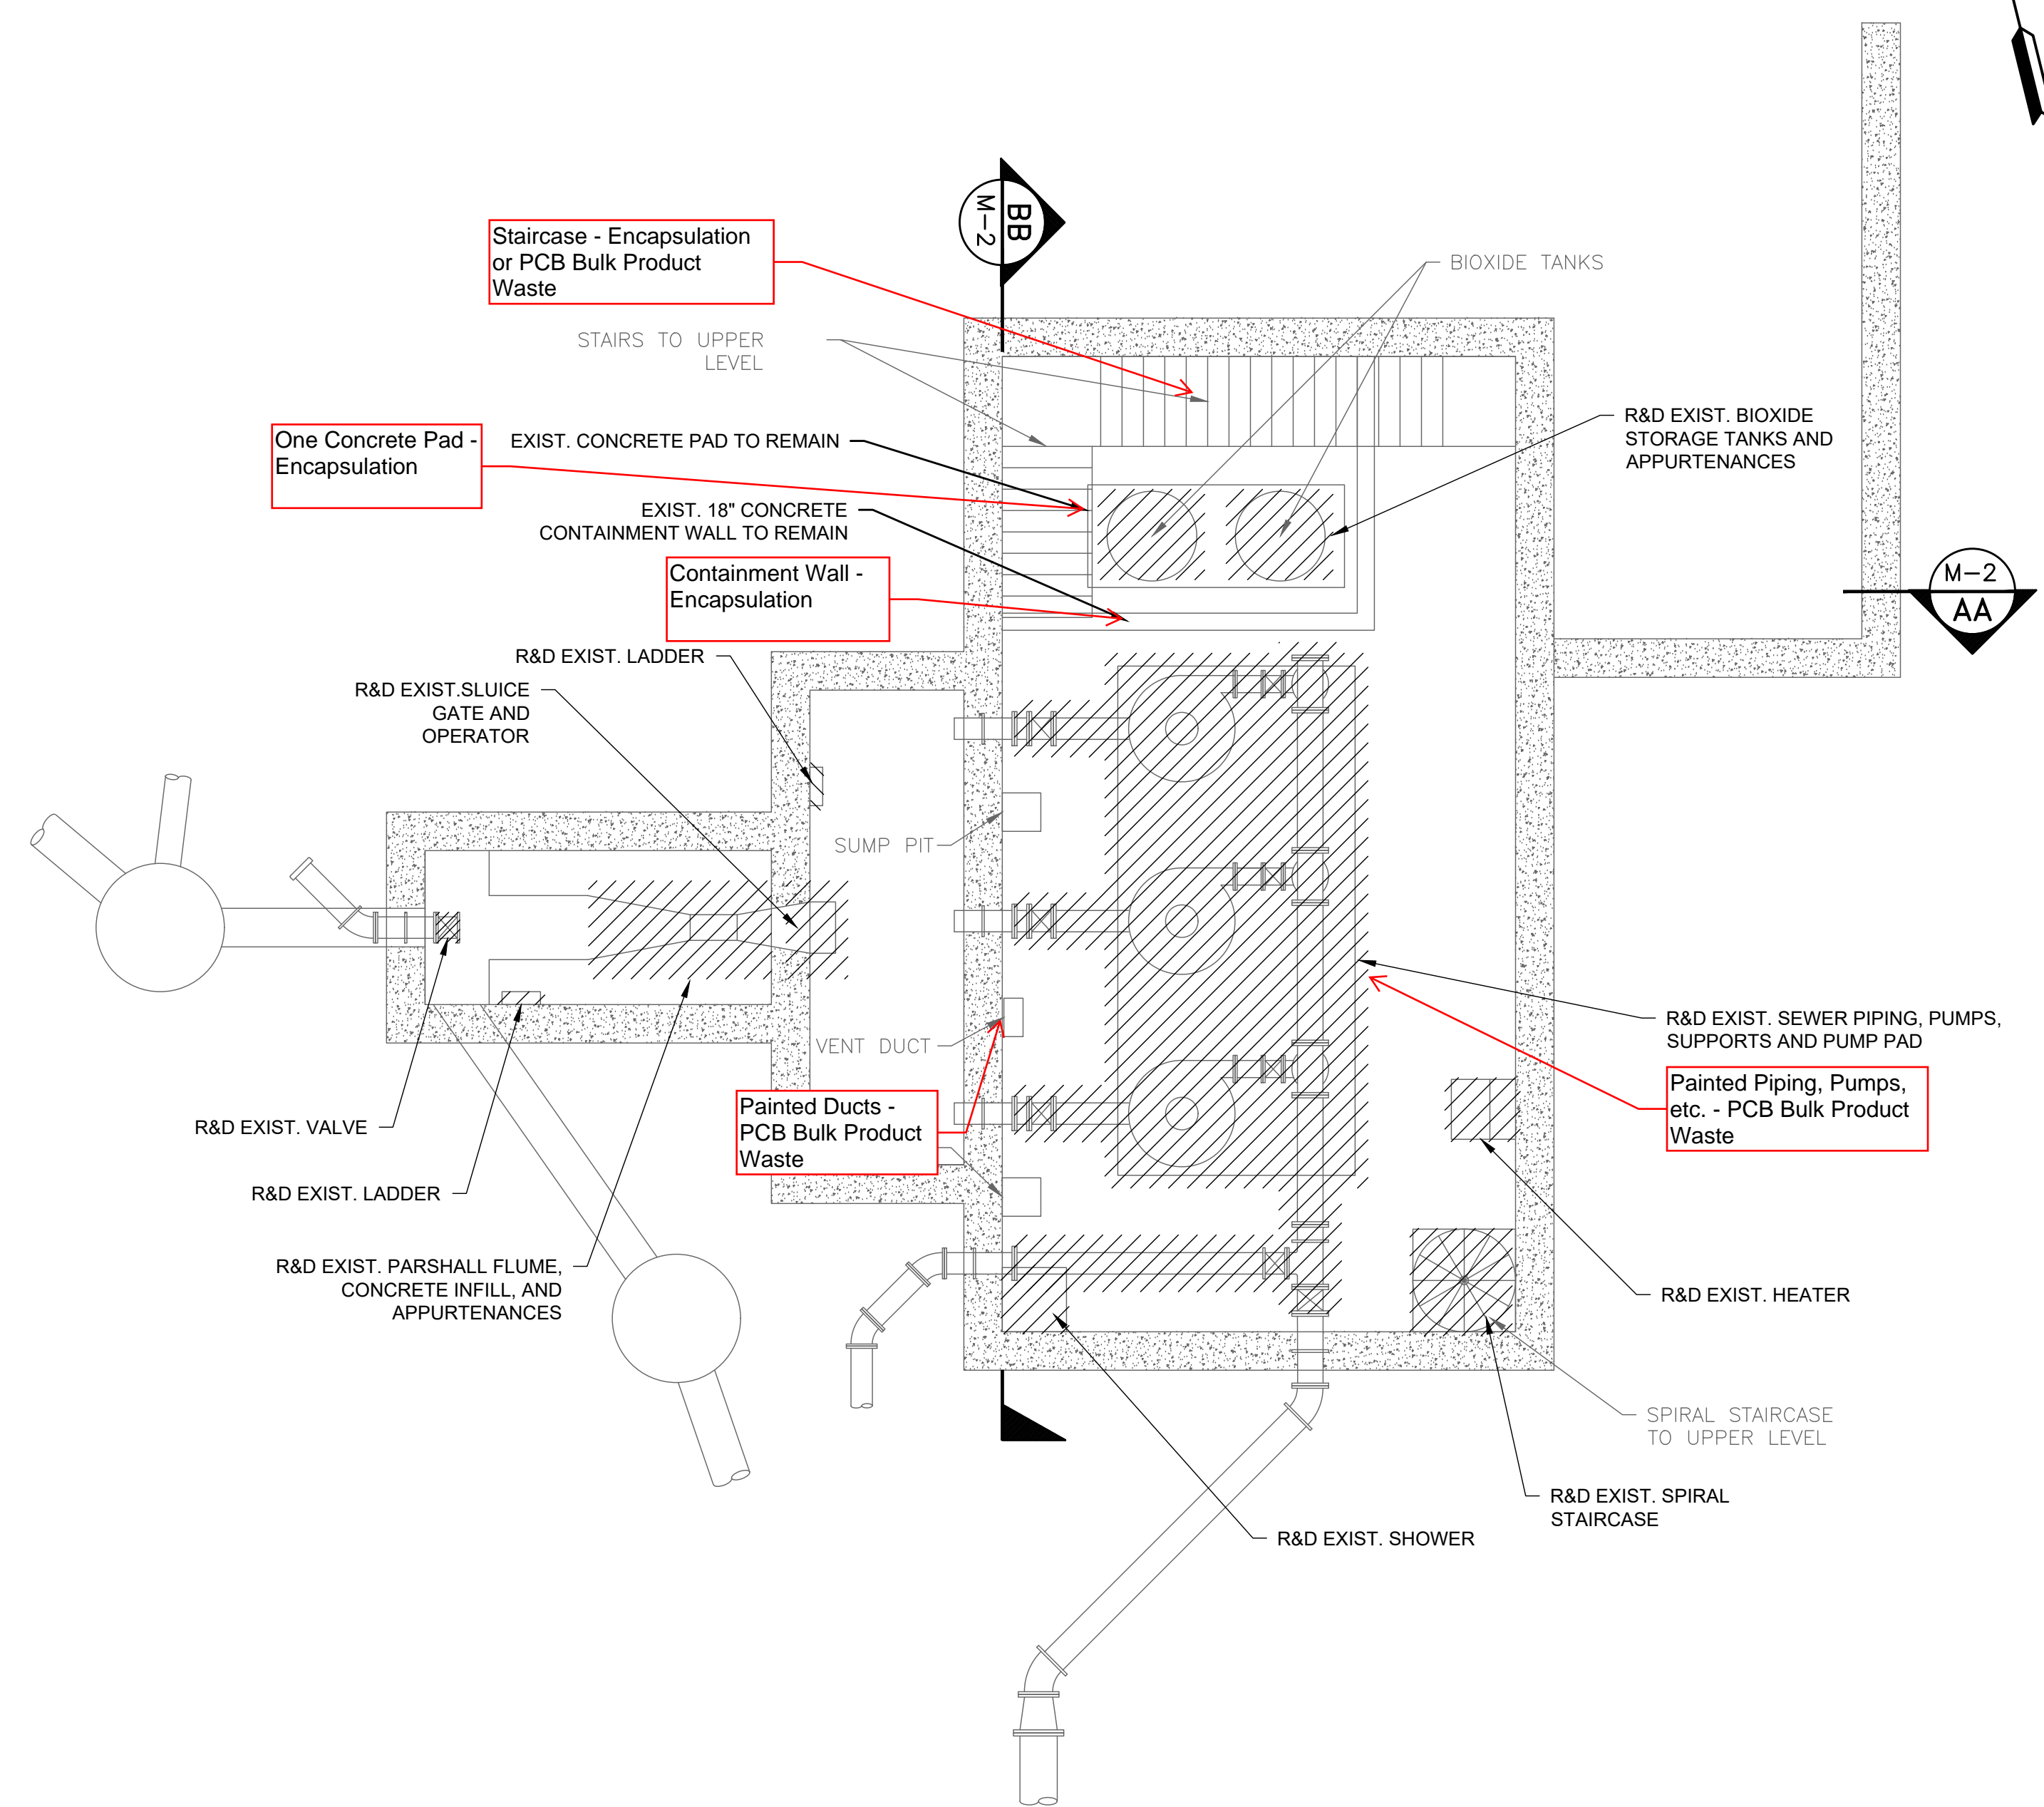 BB
M-2
Staircase - Encapsulation
or PCB Bulk Product
Waste
BIOXIDE TANKS
STAIRS TO UPPER
LEVEL
One Concrete Pad -
Encapsulation
EXIST. CONCRETE PAD TO REMAIN
R&D EXIST. BIOXIDE
STORAGE TANKS AND
APPURTENANCES
EXIST. 18" CONCRETE
CONTAINMENT WALL TO REMAIN
Containment Wall -
Encapsulation
M-2
AA
R&D EXIST. LADDER
R&D EXIST.SLUICE
GATE AND
OPERATOR
SUMP PIT
VENT DUCT
R&D EXIST. SEWER PIPING, PUMPS,
SUPPORTS AND PUMP PAD
Painted Piping, Pumps,
etc. - PCB Bulk Product
Waste
Painted Ducts -
PCB Bulk Product
Waste
R&D EXIST. VALVE
R&D EXIST. LADDER
R&D EXIST. PARSHALL FLUME,
CONCRETE INFILL, AND
APPURTENANCES
R&D EXIST. HEATER
SPIRAL STAIRCASE
TO UPPER LEVEL
R&D EXIST. SPIRAL
STAIRCASE
R&D EXIST. SHOWER